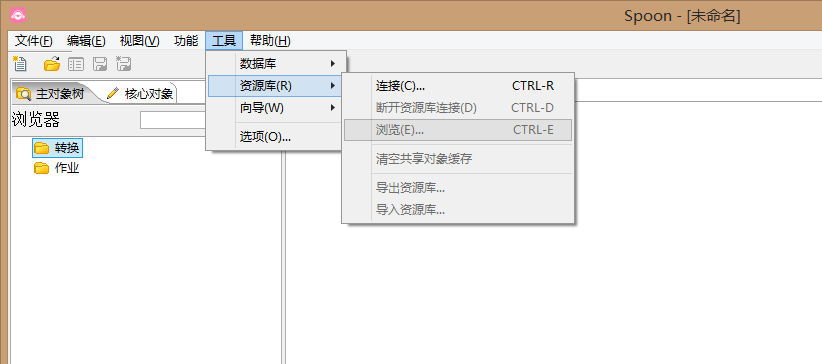 Spoon - [未命名]
文件(F) 编辑(E) 视图(V) 功能 工具 帮助(H)
数据库
主对象树 核心对象 资源库(R) 连接(C)... CTRL-R
浏览器 向导(W) 断开资源库连接(D) CTRL-D
选项(O)... 浏览(E)... CTRL-E
转换
清空共享对象缓存
作业
导出资源库...
导入资源库...